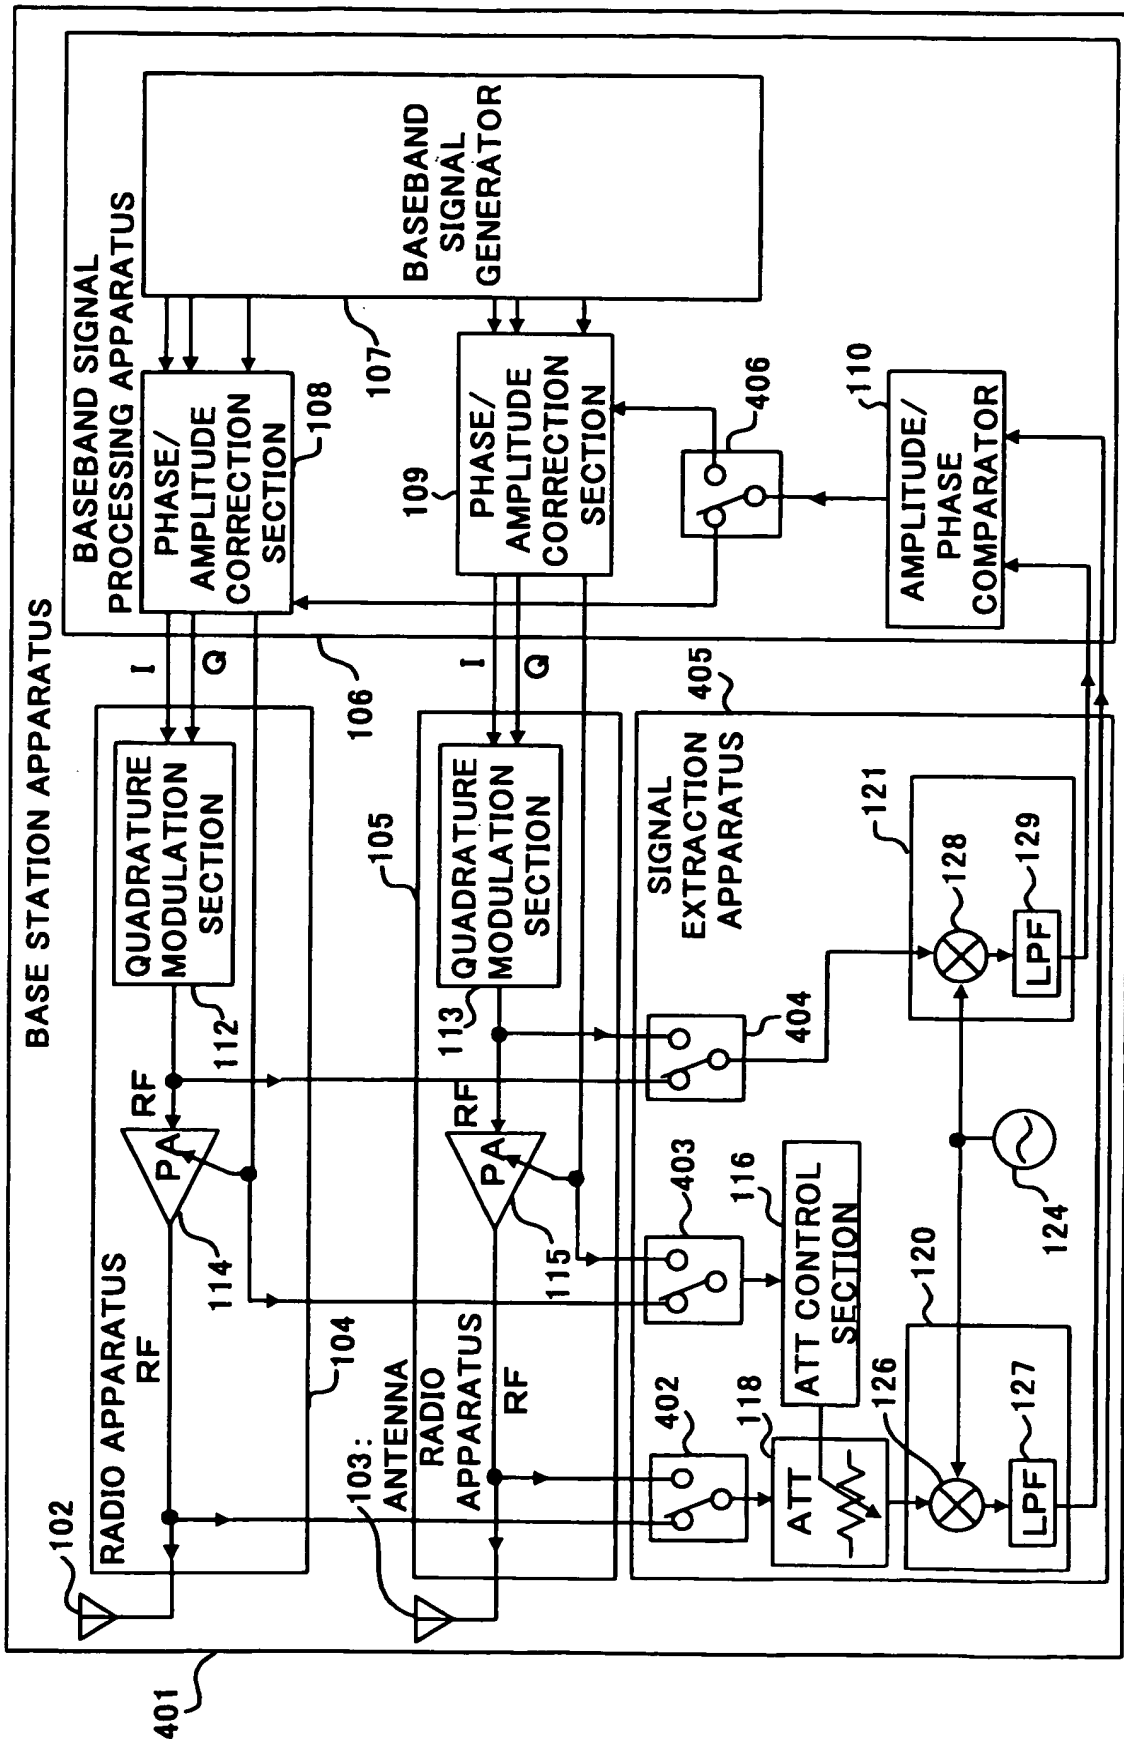 BASE STATION APPARATUS
401
102
RADIO APPARATUS
RF
104
114
PA
RF
112
QUADRATURE
MODULATION
SECTION
I
Q
106
BASEBAND SIGNAL
PROCESSING APPARATUS
PHASE/
AMPLITUDE
CORRECTION
SECTION
108
107
BASEBAND
SIGNAL
GENERATOR
103:
ANTENNA
RADIO
APPARATUS
RF
115
PA
RF
113
QUADRATURE
MODULATION
SECTION
105
I
Q
109
PHASE/
AMPLITUDE
CORRECTION
SECTION
406
110
AMPLITUDE/
PHASE
COMPARATOR
SIGNAL
EXTRACTION
APPARATUS
405
402
403
404
118
ATT
116
ATT CONTROL
SECTION
120
126
127
LPF
124
121
128
129
LPF